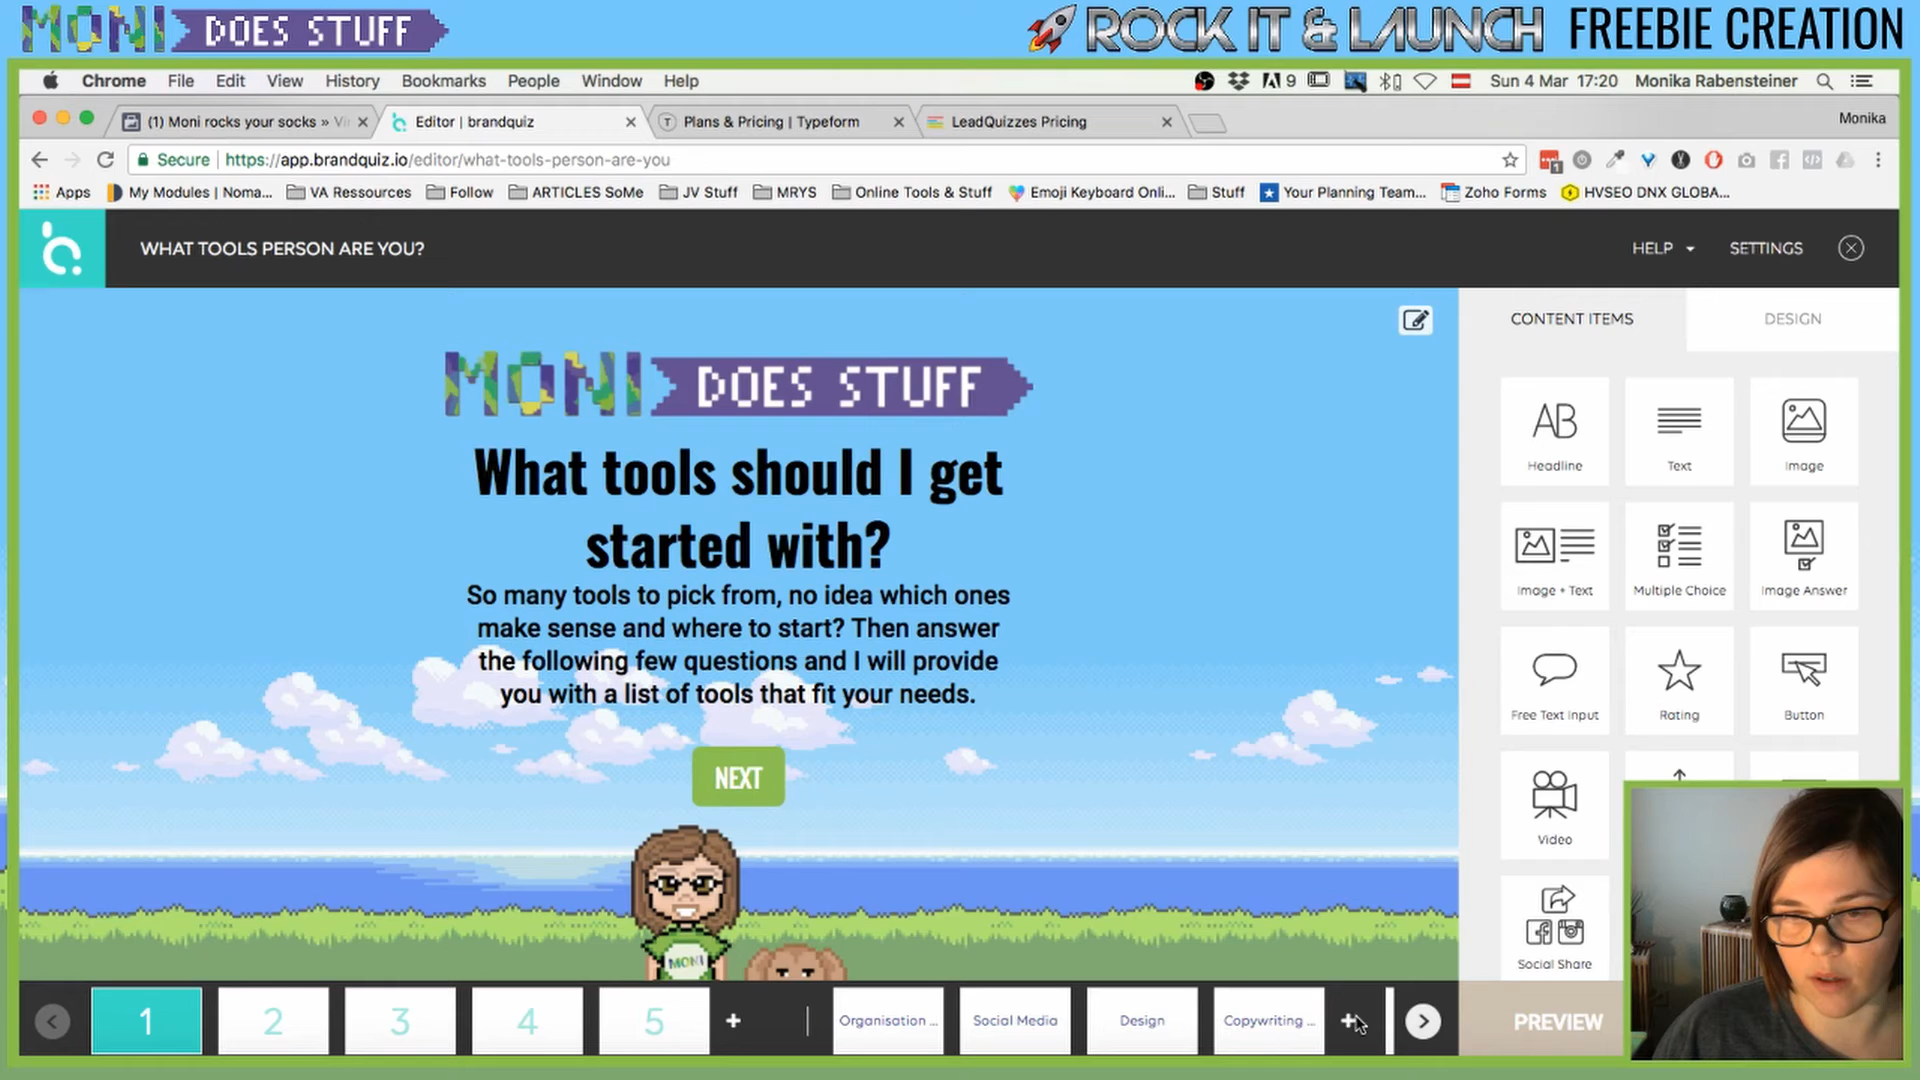 MONI DOES STUFF
ROCK IT & LAUNCH FREEBIE CREATION
Chrome File Edit View History Bookmarks People Window Help
9 Sun 4 Mar 17:20 Monika Rabensteiner
(1) Moni rocks your socks »
Editor | brandquiz
Plans & Pricing | Typeform
LeadQuizzes Pricing
Monika
Secure https://app.brandquiz.io/editor/what-tools-person-are-you
1
Apps My Modules | Noma... VA Ressources Follow ARTICLES SoMe JV Stuff MRYS Online Tools & Stuff Emoji Keyboard Onli... Stuff Your Planning Team... Zoho Forms HVSEO DNX GLOBA...
WHAT TOOLS PERSON ARE YOU?
HELP SETTINGS
CONTENT ITEMS DESIGN
MONI DOES STUFF
What tools should I get
started with?
So many tools to pick from, no idea which ones
make sense and where to start? Then answer
the following few questions and I will provide
you with a list of tools that fit your needs.
NEXT
MONI
AB
Headline Text Image
Image + Text Multiple Choice Image Answer
Free Text Input Rating Button
Video
Social Share
1 2 3 4 5 + Organisation ... Social Media Design Copywriting ... +
PREVIEW